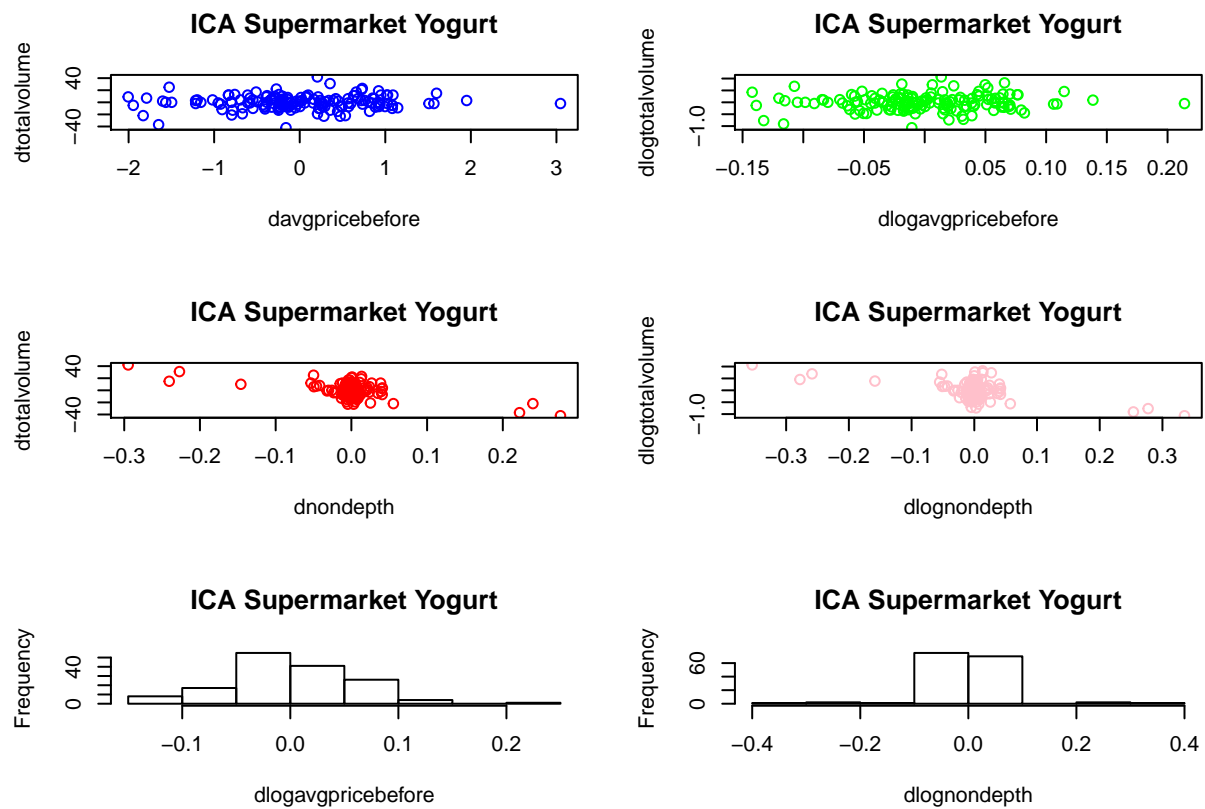 ICA Supermarket Yogurt
dtotalvolume
40
−40
−2 −1 0 1 2 3
davgpricebefore
ICA Supermarket Yogurt
dlogtotalvolume
−1.0
−0.15 −0.05 0.05 0.10 0.15 0.20
dlogavgpricebefore
ICA Supermarket Yogurt
dtotalvolume
40
−40
−0.3 −0.2 −0.1 0.0 0.1 0.2
dnondepth
ICA Supermarket Yogurt
dlogtotalvolume
−1.0
−0.3 −0.2 −0.1 0.0 0.1 0.2 0.3
dlognondepth
ICA Supermarket Yogurt
Frequency
40
0
−0.1 0.0 0.1 0.2
dlogavgpricebefore
ICA Supermarket Yogurt
Frequency
60
0
−0.4 −0.2 0.0 0.2 0.4
dlognondepth